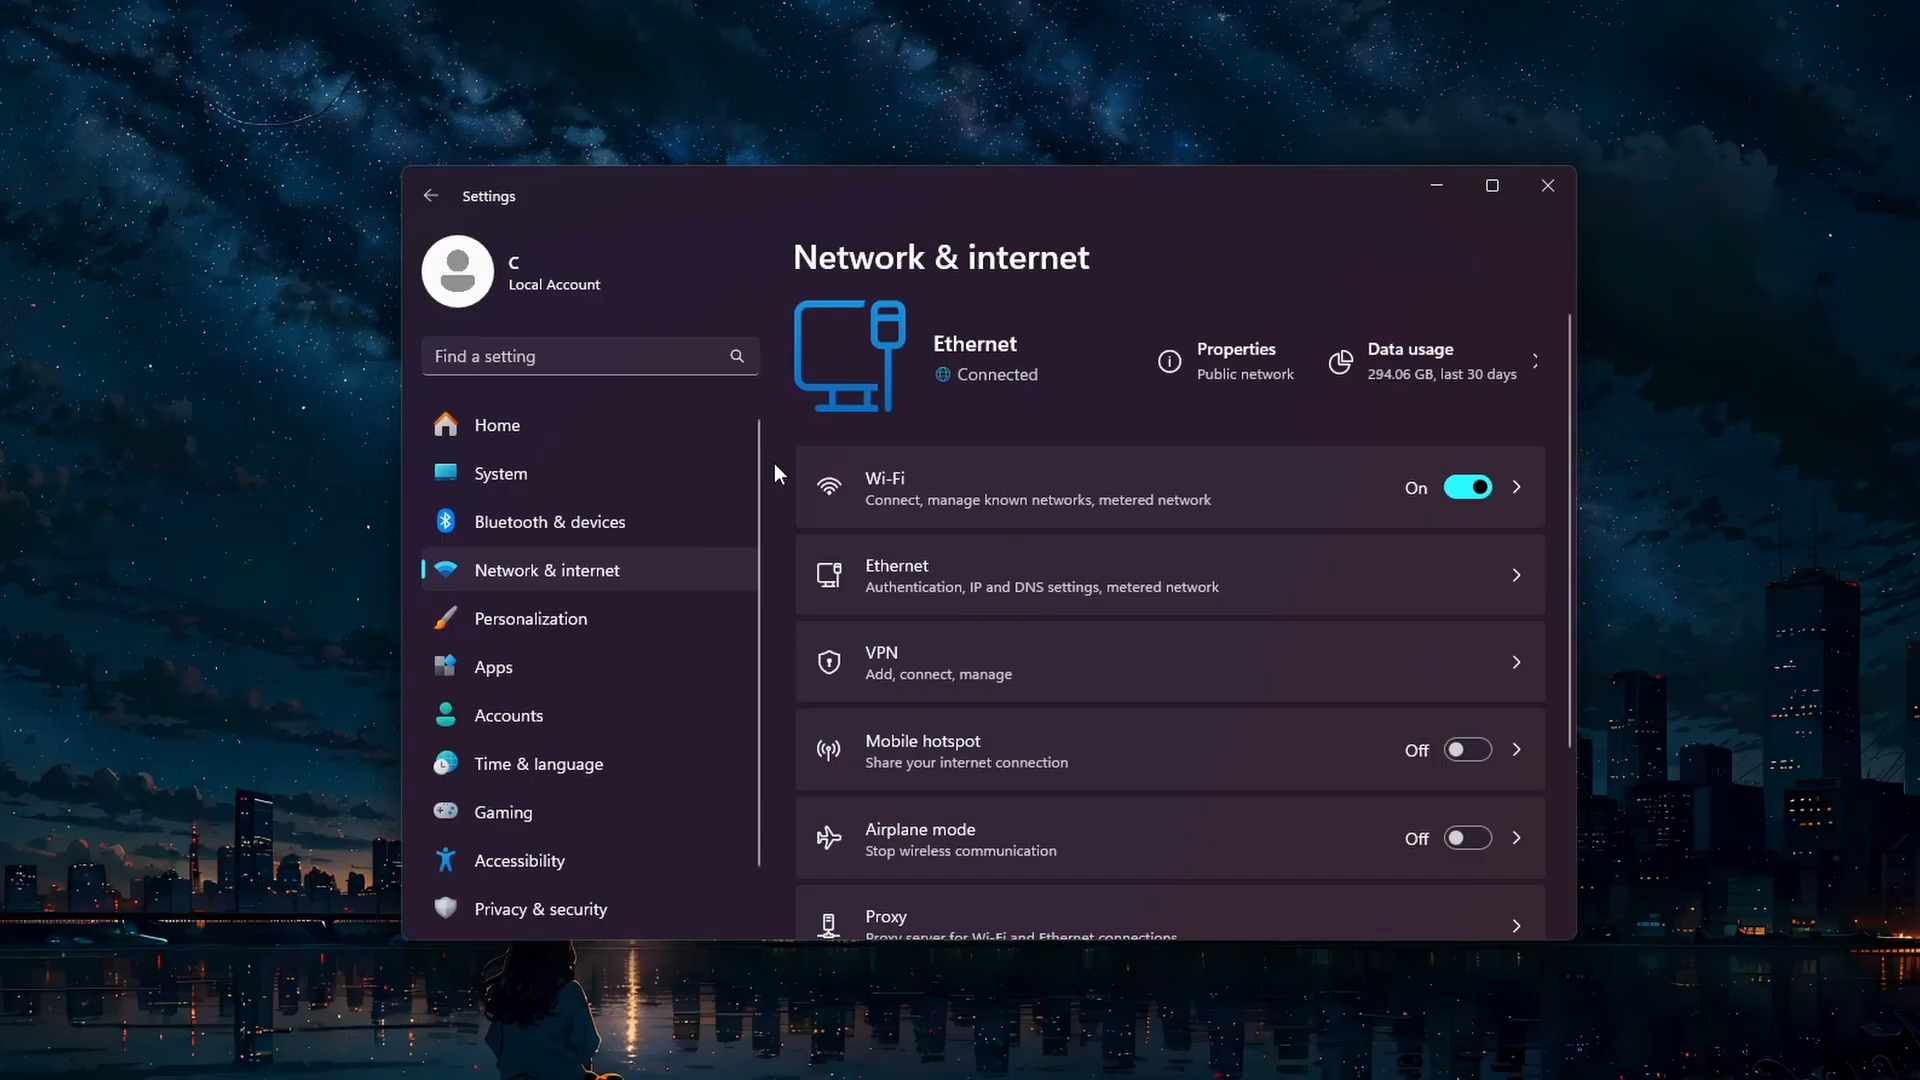 Settings
C
Local Account
Find a setting
Home
System
Bluetooth & devices
Network & internet
Personalization
Apps
Accounts
Time & language
Gaming
Accessibility
Privacy & security
Network & internet
Ethernet
Connected
Properties
Public network
Data usage
294.06 GB, last 30 days
Wi-Fi
Connect, manage known networks, metered network
On
Ethernet
Authentication, IP and DNS settings, metered network
VPN
Add, connect, manage
Mobile hotspot
Share your internet connection
Off
Airplane mode
Stop wireless communication
Off
Proxy
Proxy server for Wi-Fi and Ethernet connections